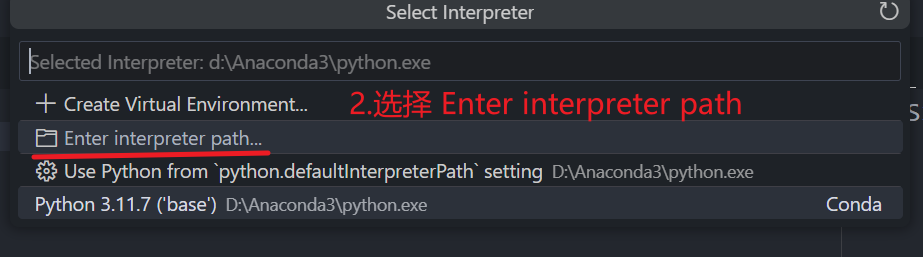 Select Interpreter
Selected Interpreter: d:\Anaconda3\python.exe
Create Virtual Environment...
2.选择 Enter interpreter path
Enter interpreter path...
Use Python from `python.defaultInterpreterPath` setting D:\Anaconda3\python.exe
Python 3.11.7 ('base') D:\Anaconda3\python.exe Conda
S